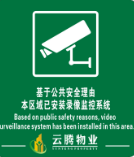 基于公共安全理由
本区域已安装录像监控系统
Based on public safety reasons, video
urveillance system has been installed in this area.
云腾物业